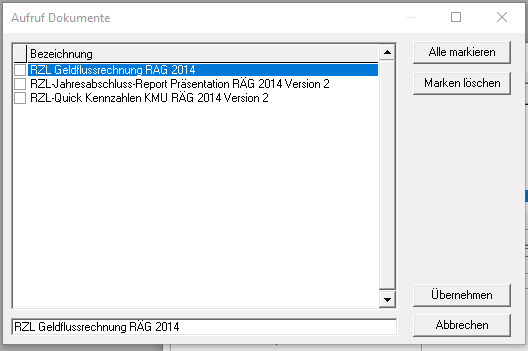 Aufruf Dokumente
Bezeichnung
RZL Geldflussrechnung RÄG 2014
RZL-Jahresabschluss-Report Präsentation RÄG 2014 Version 2
RZL-Quick Kennzahlen KMU RÄG 2014 Version 2
Alle markieren
Marken löschen
Übernehmen
Abbrechen
RZL Geldflussrechnung RÄG 2014